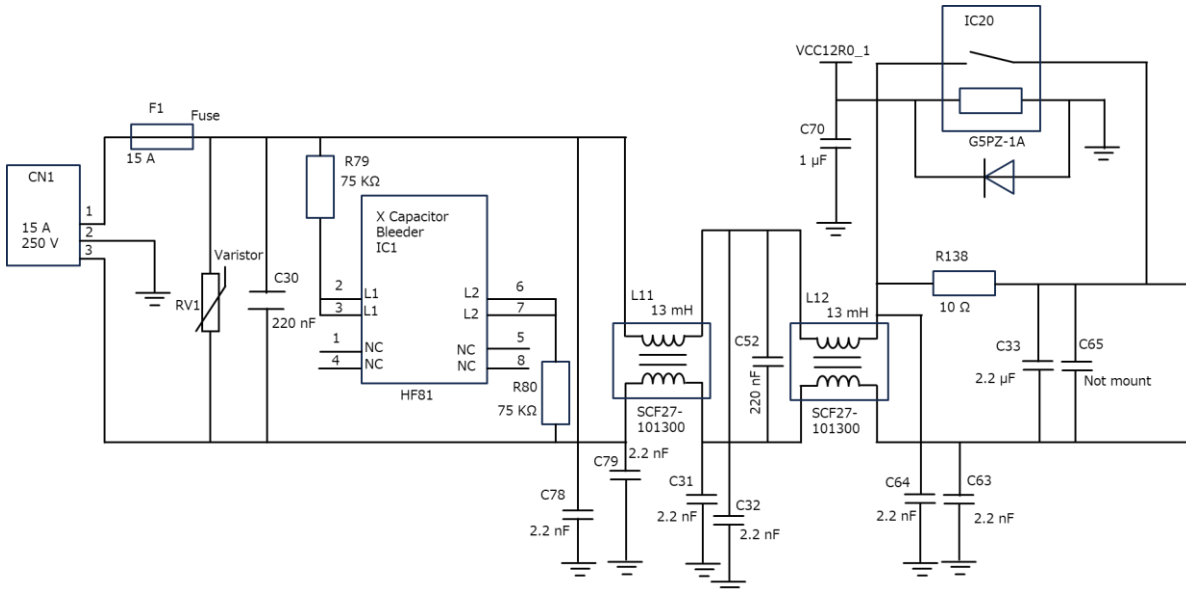 IC20
VCC12R0_1
F1
Fuse
15 A
C70
1 µF
G5PZ-1A
R79
75 KΩ
CN1
15 A
250 V
1
2
3
X Capacitor
Bleeder
IC1
Varistor
RV1
C30
220 nF
2
3
L1
L1
L2
L2
6
7
1
4
NC
NC
NC
NC
5
8
HF81
R80
75 KΩ
L11
13 mH
SCF27-
101300
C52
220 nF
L12
13 mH
SCF27-
101300
R138
10 Ω
C33
2.2 µF
C65
Not mount
C78
2.2 nF
C79
2.2 nF
C31
2.2 nF
C32
2.2 nF
C64
2.2 nF
C63
2.2 nF